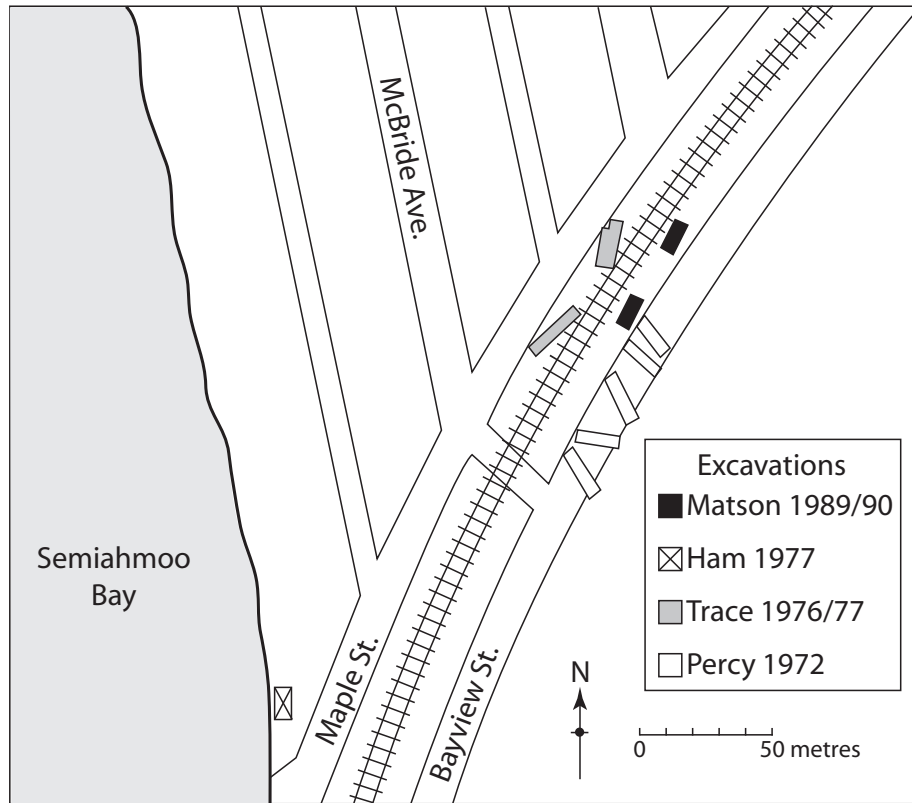 McBride Ave.
Semiahmoo
Bay
Maple St.
Bayview St.
N
Excavations
Matson 1989/90
Ham 1977
Trace 1976/77
Percy 1972
0 50 metres